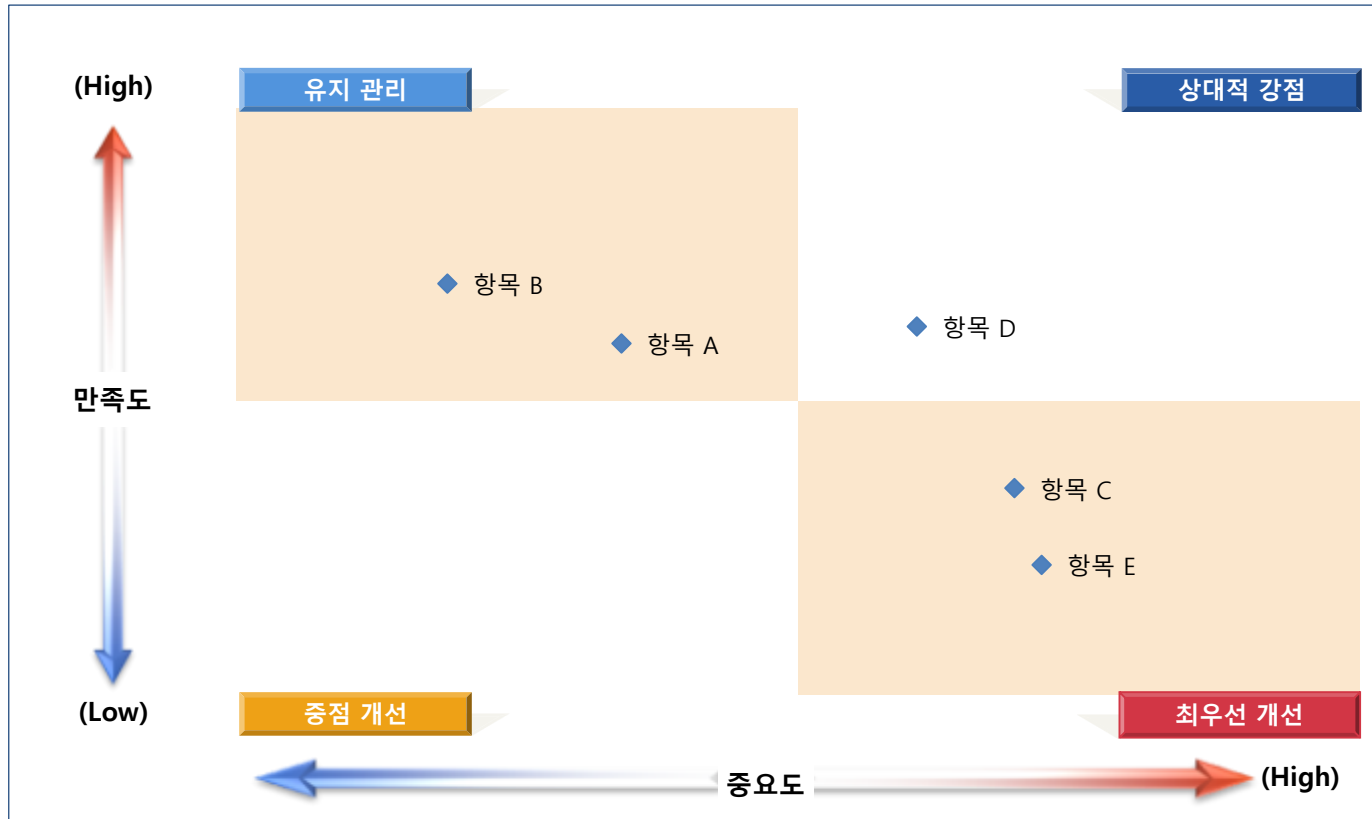 (High)
유지 관리
상대적 강점
항목 B
항목 D
항목 A
만족도
항목 C
항목 E
(Low)
중점 개선
최우선 개선
중요도
(High)